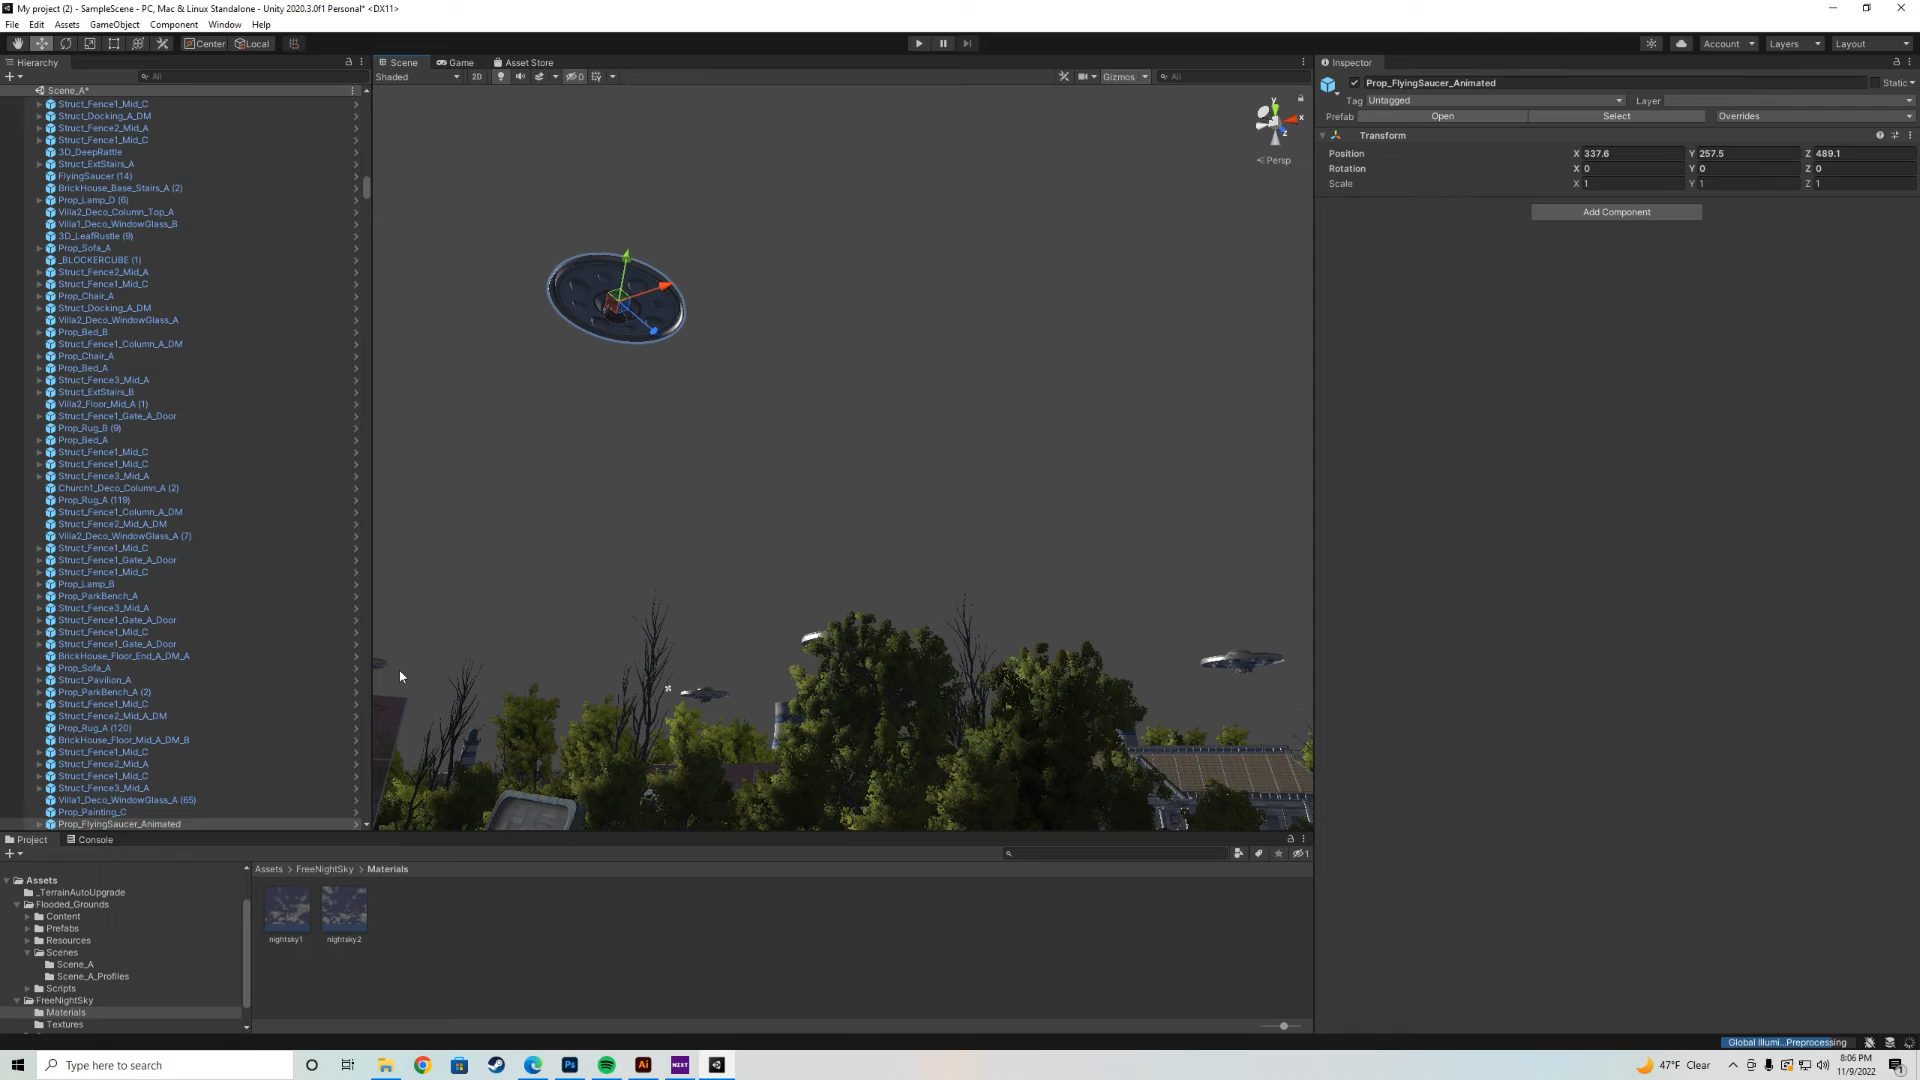 My project (2) - SampleScene - PC, Mac & Linux Standalone - Unity 2020.3.0f1 Personal* <DX11>
File Edit Assets GameObject Component Window Help
Center Local Account Layers Layout
Hierarchy
All
Scene_A*
Struct_Fence1_Mid_C
Struct_Docking_A_DM
Struct_Fence2_Mid_A
Struct_Fence1_Mid_C
3D_DeepRattle
Struct_ExtStairs_A
FlyingSaucer (14)
BrickHouse_Base_Stairs_A (2)
Prop_Lamp_D (6)
Villa2_Deco_Column_Top_A
Villa1_Deco_WindowGlass_B
3D_LeafRustle (9)
Prop_Sofa_A
_BLOCKERCUBE (1)
Struct_Fence2_Mid_A
Struct_Fence1_Mid_C
Prop_Chair_A
Struct_Docking_A_DM
Villa2_Deco_WindowGlass_A
Prop_Bed_B
Struct_Fence1_Column_A_DM
Prop_Chair_A
Prop_Bed_A
Struct_Fence3_Mid_A
Struct_ExtStairs_B
Villa2_Floor_Mid_A (1)
Struct_Fence1_Gate_A_Door
Prop_Rug_B (9)
Prop_Bed_A
Struct_Fence1_Mid_C
Struct_Fence1_Mid_C
Struct_Fence3_Mid_A
Church1_Deco_Column_A (2)
Prop_Rug_A (119)
Struct_Fence1_Column_A_DM
Struct_Fence2_Mid_A_DM
Villa2_Deco_WindowGlass_A (7)
Struct_Fence1_Mid_C
Struct_Fence1_Gate_A_Door
Struct_Fence1_Mid_C
Prop_Lamp_B
Prop_ParkBench_A
Struct_Fence3_Mid_A
Struct_Fence1_Gate_A_Door
Struct_Fence1_Mid_C
Struct_Fence1_Gate_A_Door
BrickHouse_Floor_End_A_DM_A
Prop_Sofa_A
Struct_Pavilion_A
Prop_ParkBench_A (2)
Struct_Fence1_Mid_C
Struct_Fence2_Mid_A_DM
Prop_Rug_A (120)
BrickHouse_Floor_Mid_A_DM_B
Struct_Fence1_Mid_C
Struct_Fence2_Mid_A
Struct_Fence1_Mid_C
Struct_Fence3_Mid_A
Villa1_Deco_WindowGlass_A (65)
Prop_Painting_C
Prop_FlyingSaucer_Animated
Scene Game Asset Store
Shaded 2D 0 Gizmos All
y
x
z
< Persp
Inspector
Prop_FlyingSaucer_Animated Static
Tag Untagged Layer
Prefab Open Select Overrides
Transform
Position X 337.6 Y 257.5 Z 489.1
Rotation X 0 Y 0 Z 0
Scale X 1 Y 1 Z 1
Add Component
Project Console
1
Assets
_TerrainAutoUpgrade
Flooded_Grounds
Content
Prefabs
Resources
Scenes
Scene_A
Scene_A_Profiles
Scripts
FreeNightSky
Materials
Textures
Assets > FreeNightSky > Materials
nightsky1 nightsky2
Global Illumi...Preprocessing
Type here to search
Ps
Ai
47°F Clear
8:06 PM
11/9/2022